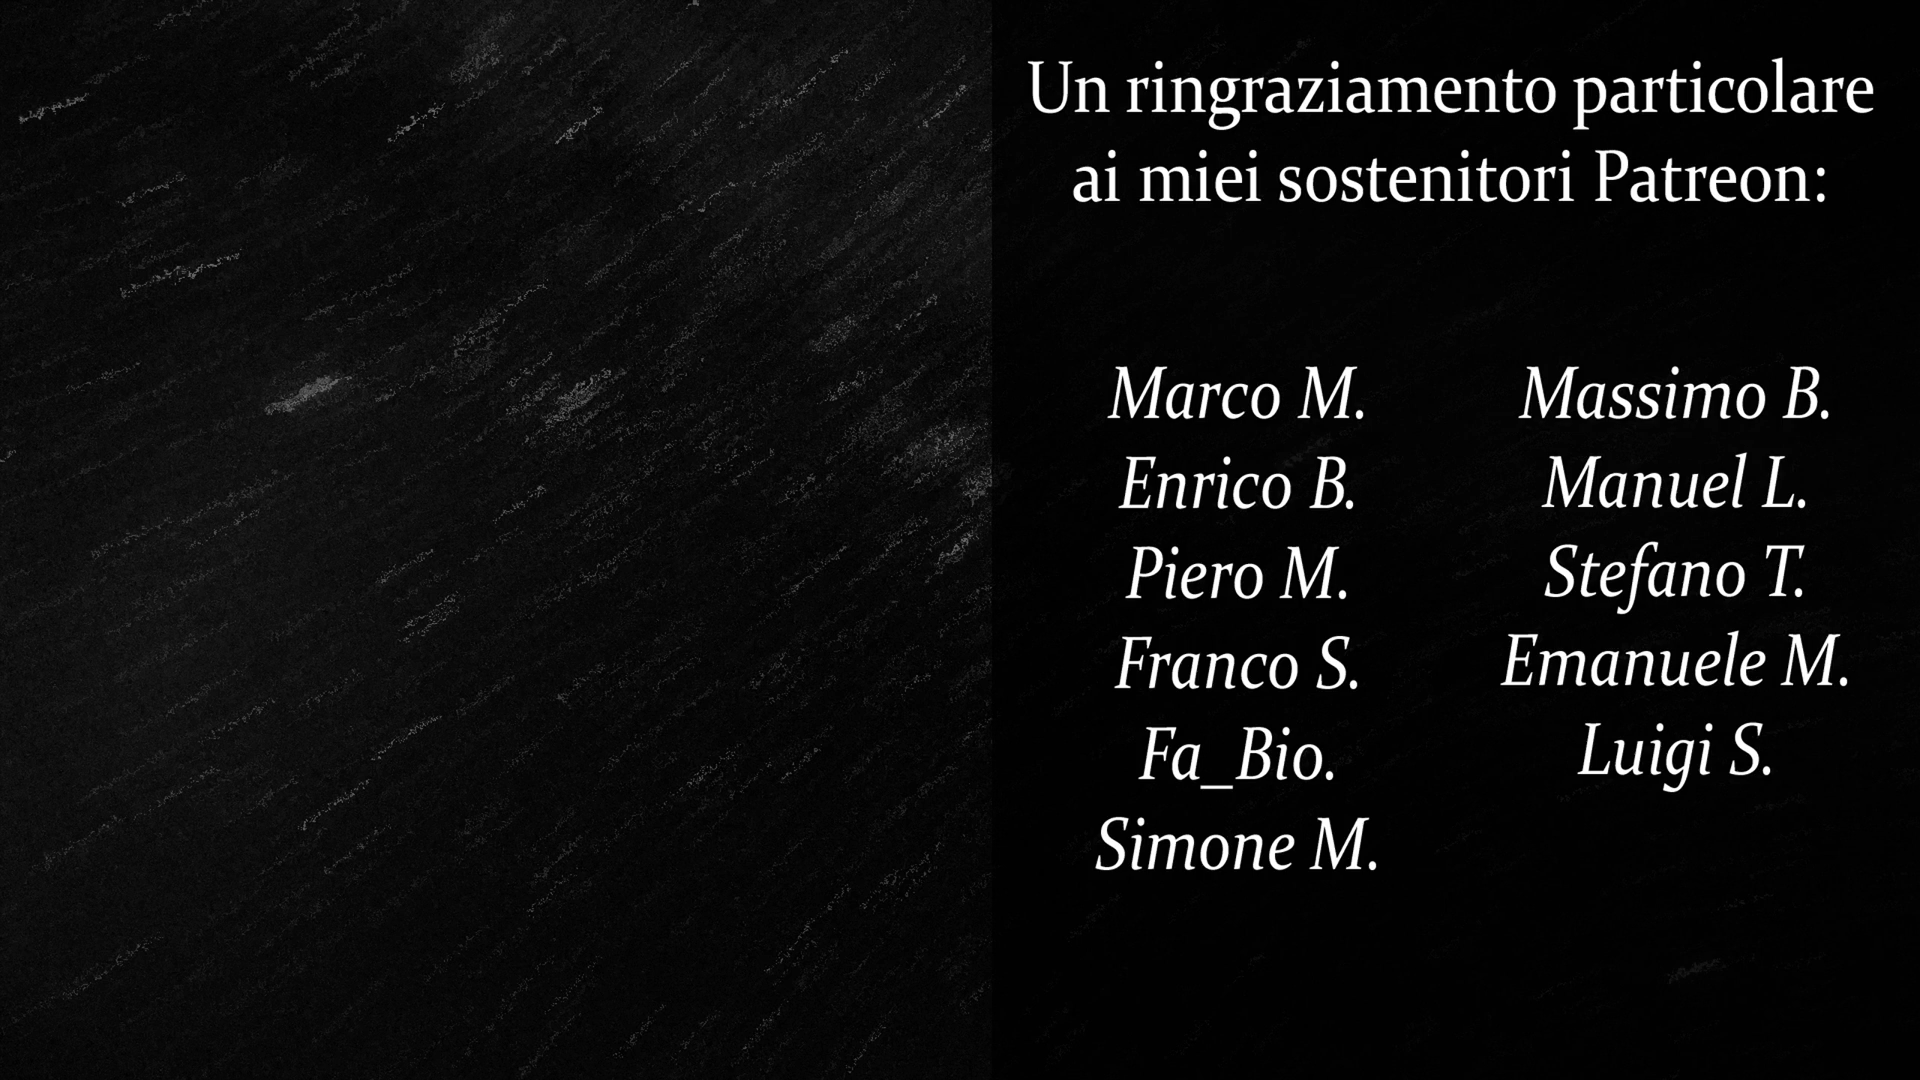 Un ringraziamento particolare
ai miei sostenitori Patreon:
Marco M.
Enrico B.
Piero M.
Franco S.
Fa_Bio.
Simone M.
Massimo B.
Manuel L.
Stefano T.
Emanuele M.
Luigi S.